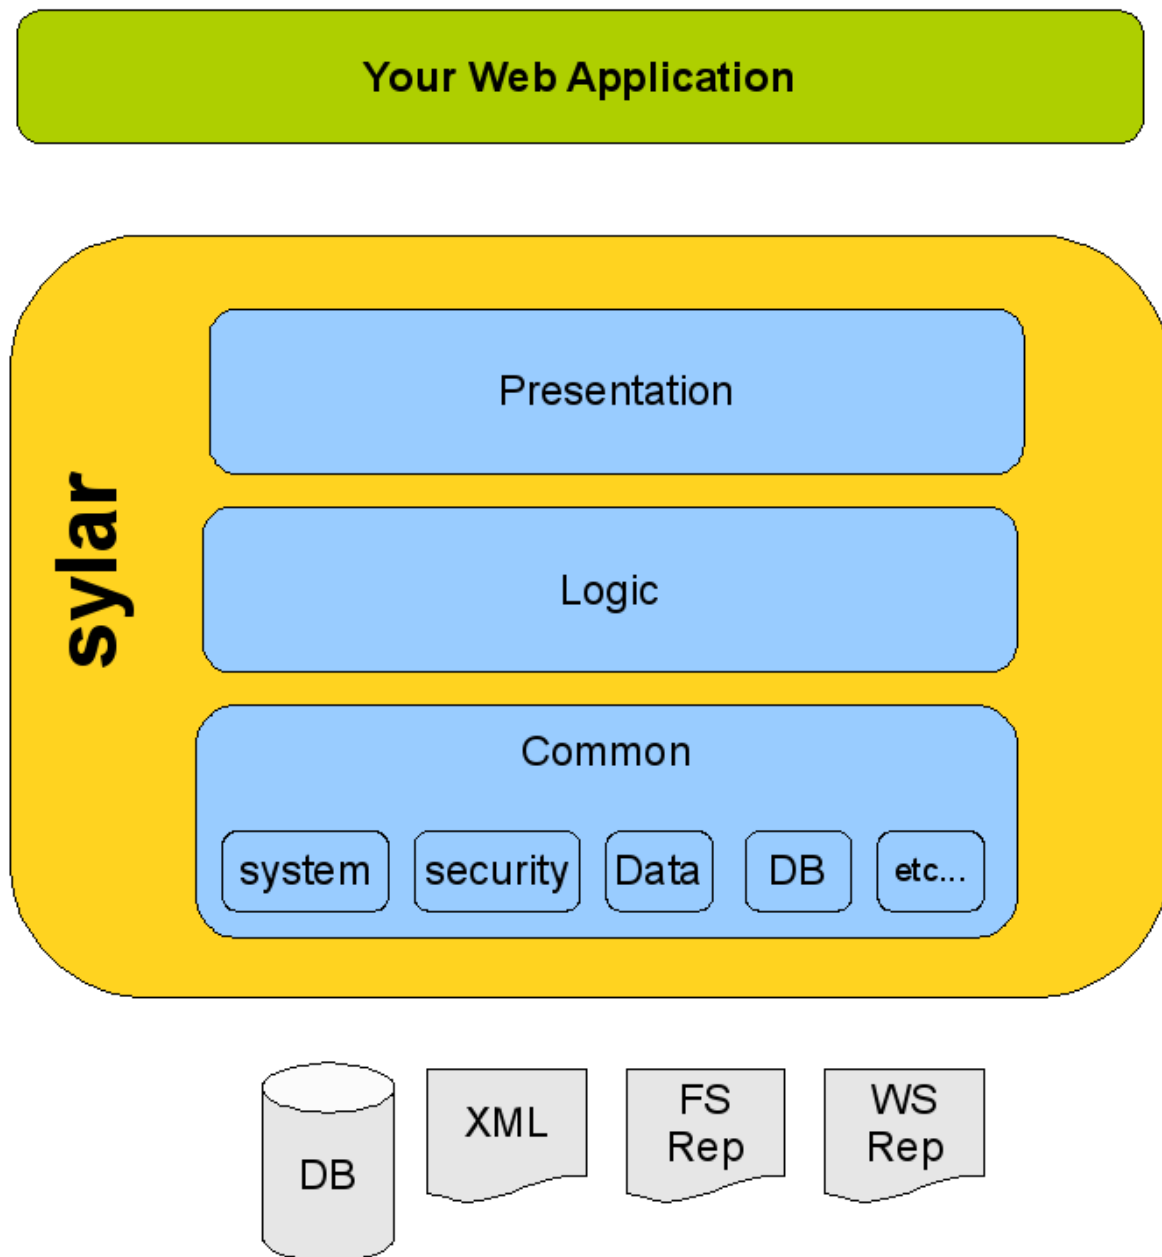 Your Web Application
sylar
Presentation
Logic
Common
system security Data DB etc...
DB
XML
FS
Rep
WS
Rep